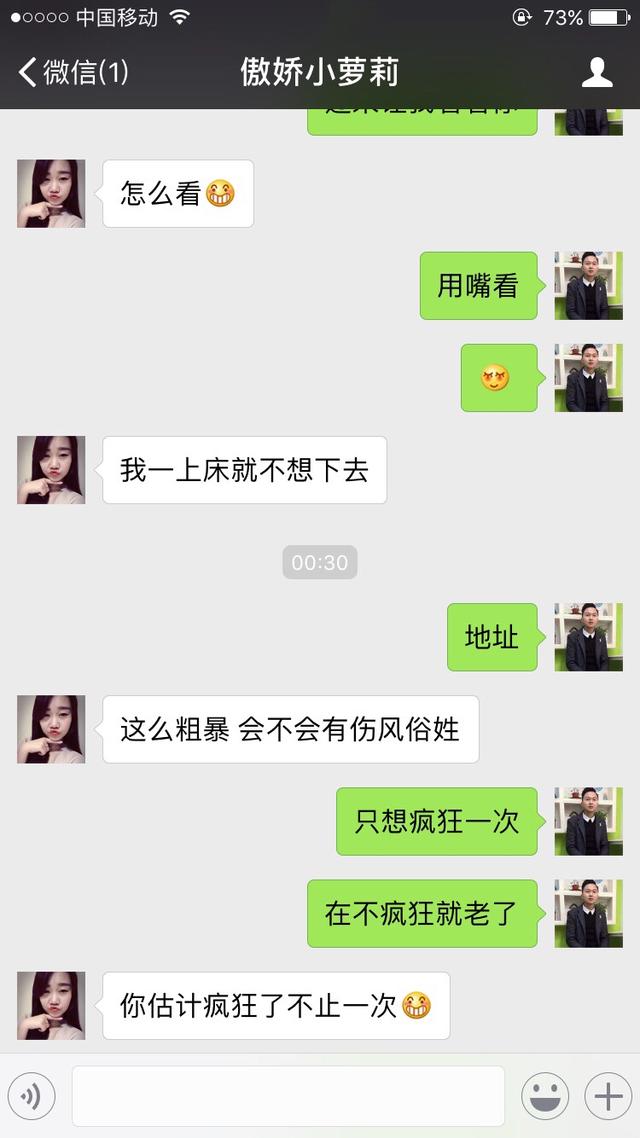 中国移动
73%
微信(1)
傲娇小萝莉
怎么看
用嘴看
我一上床就不想下去
00:30
地址
这么粗暴 会不会有伤风俗姓
只想疯狂一次
在不疯狂就老了
你估计疯狂了不止一次